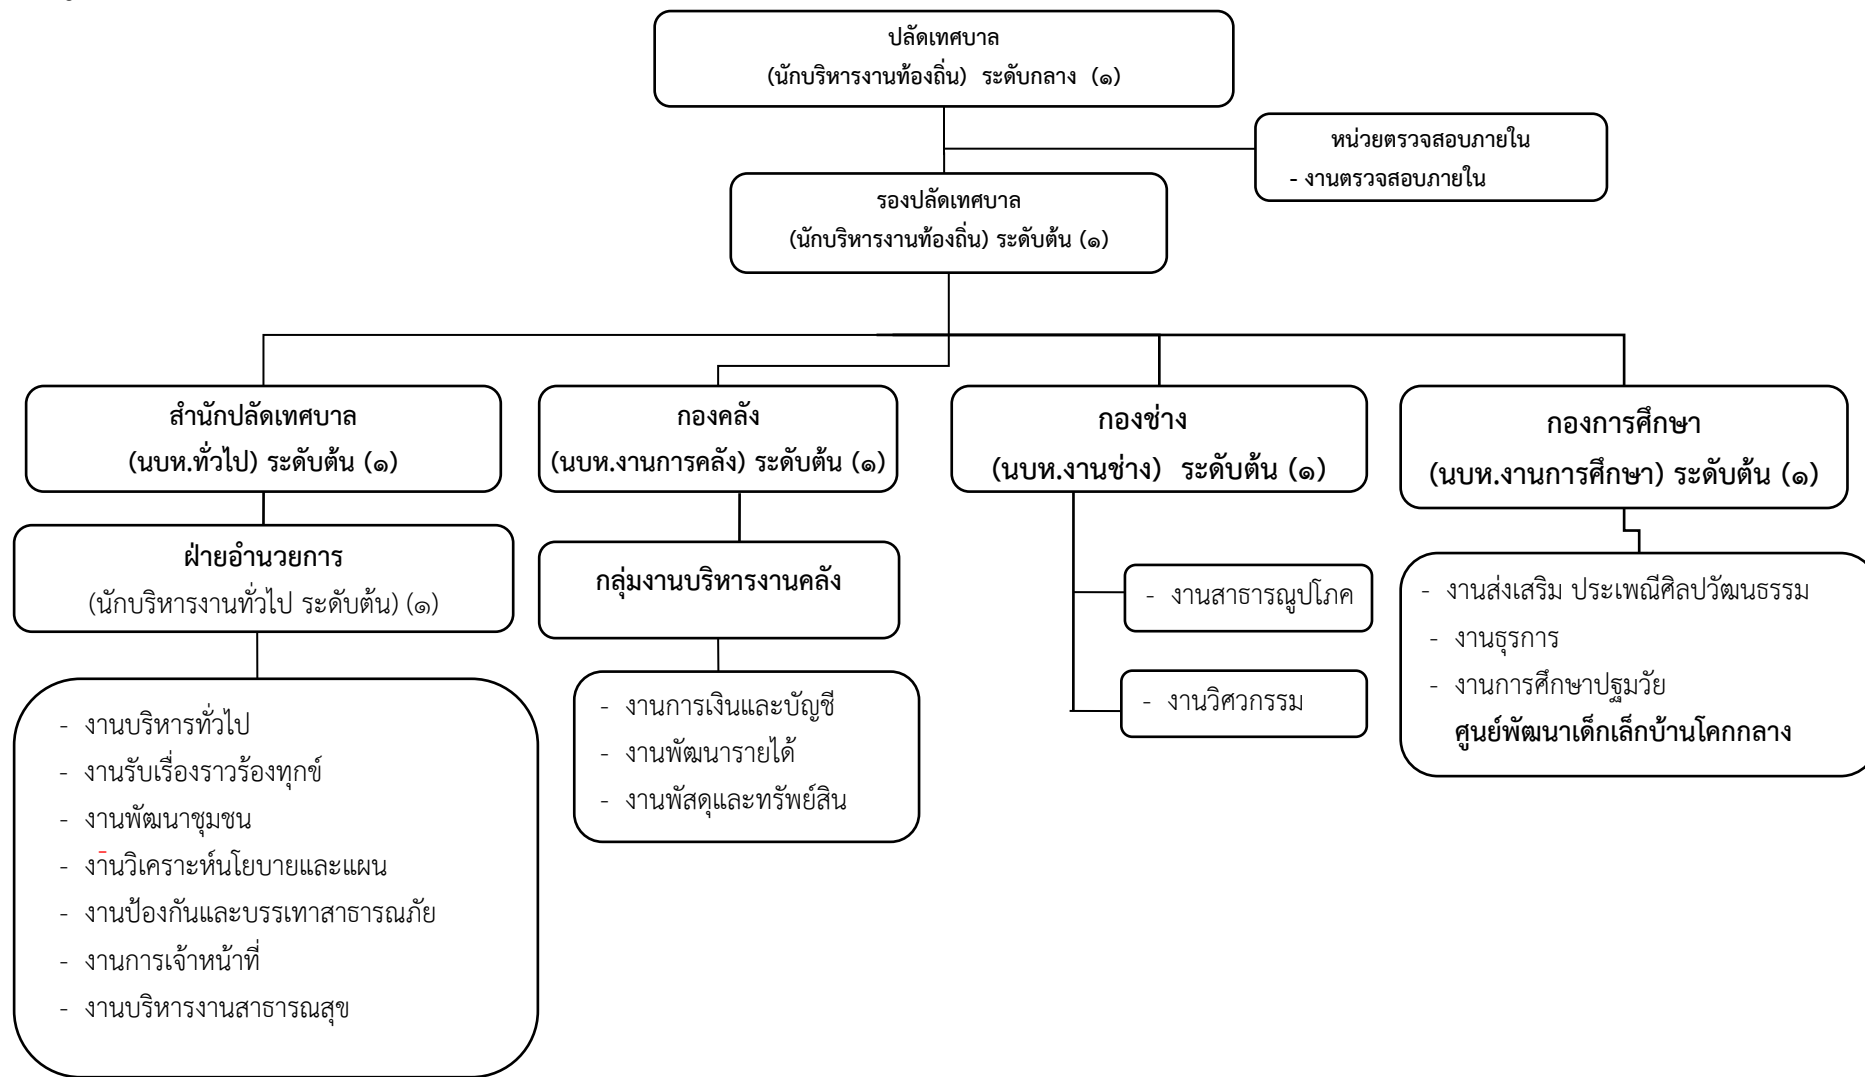 ปลัดเทศบาล
(นักบริหารงานท้องถิ่น) ระดับกลาง (๑)
หน่วยตรวจสอบภายใน
- งานตรวจสอบภายใน
รองปลัดเทศบาล
(นักบริหารงานท้องถิ่น) ระดับต้น (๑)
สำนักปลัดเทศบาล
(นบห.ทั่วไป) ระดับต้น (๑)
ฝ่ายอำนวยการ
(นักบริหารงานทั่วไป ระดับต้น) (๑)
- งานบริหารทั่วไป
- งานรับเรื่องราวร้องทุกข์
- งานพัฒนาชุมชน
- งานวิเคราะห์นโยบายและแผน
- งานป้องกันและบรรเทาสาธารณภัย
- งานการเจ้าหน้าที่
- งานบริหารงานสาธารณสุข
กองคลัง
(นบห.งานการคลัง) ระดับต้น (๑)
กลุ่มงานบริหารงานคลัง
- งานการเงินและบัญชี
- งานพัฒนารายได้
- งานพัสดุและทรัพย์สิน
กองช่าง
(นบห.งานช่าง) ระดับต้น (๑)
- งานสาธารณูปโภค
- งานวิศวกรรม
กองการศึกษา
(นบห.งานการศึกษา) ระดับต้น (๑)
- งานส่งเสริม ประเพณีศิลปวัฒนธรรม
- งานธุรการ
- งานการศึกษาปฐมวัย
ศูนย์พัฒนาเด็กเล็กบ้านโคกกลาง